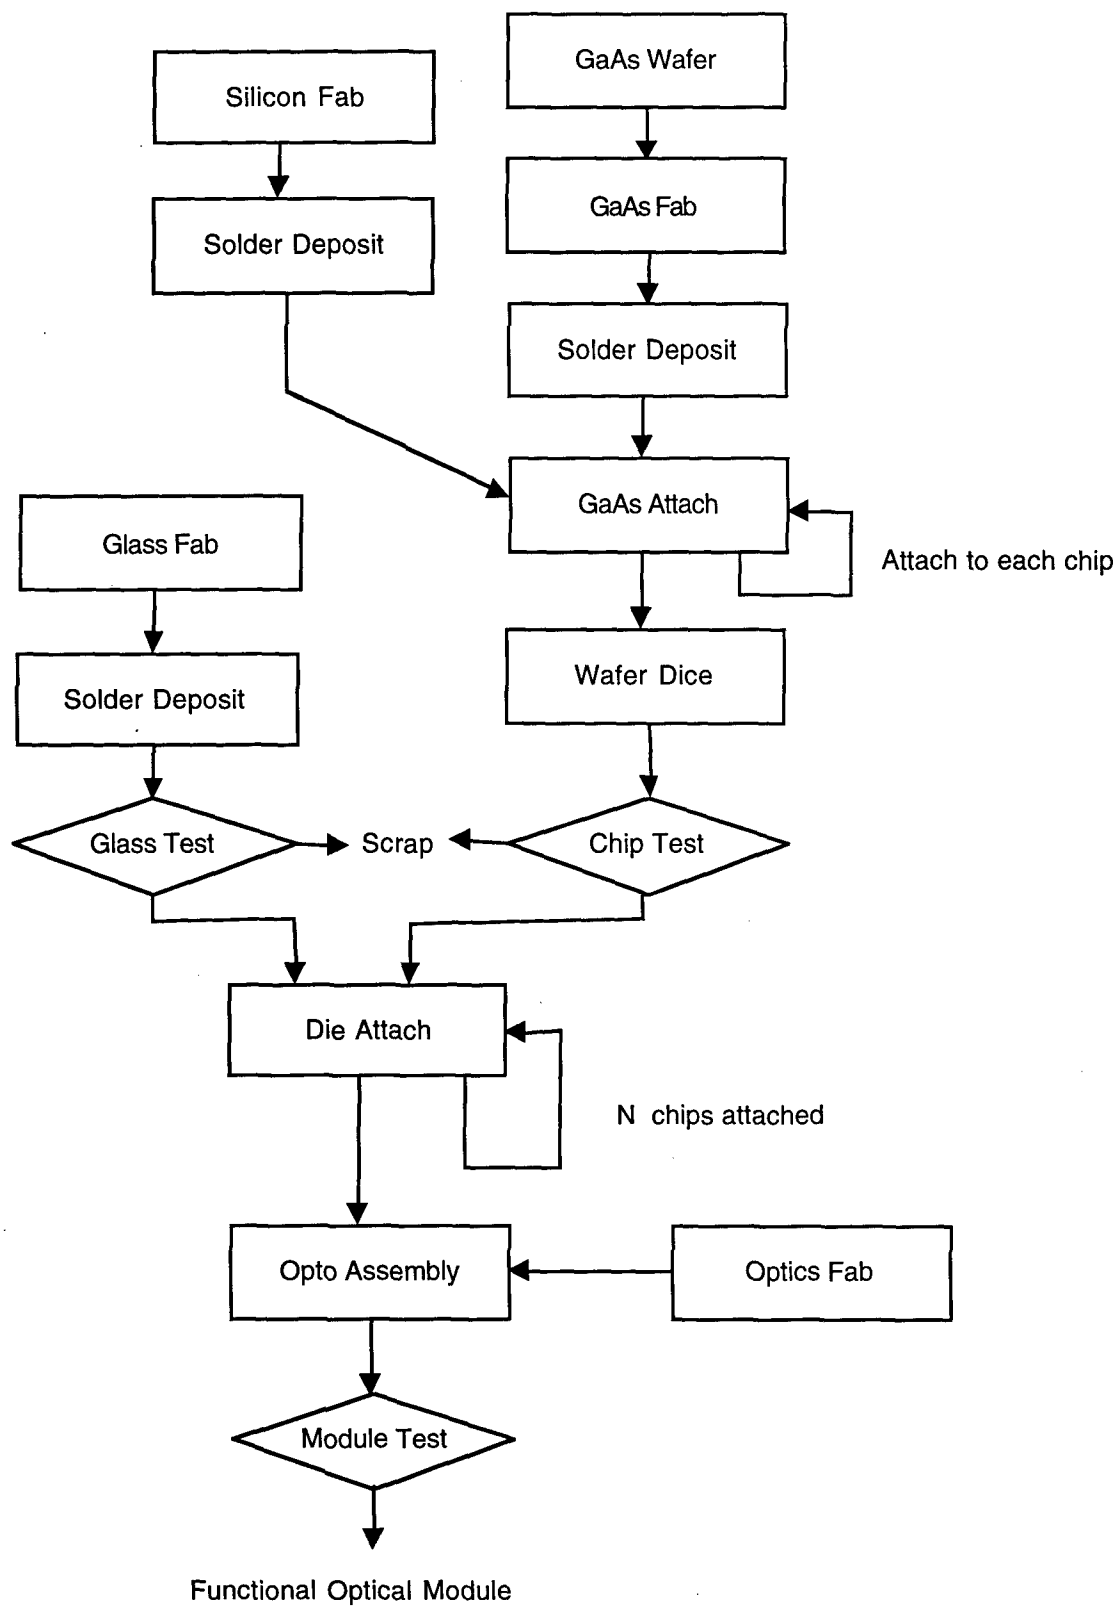 GaAs Wafer
Silicon Fab
GaAs Fab
Solder Deposit
Solder Deposit
GaAs Attach
Glass Fab
Attach to each chip
Wafer Dice
Solder Deposit
Glass Test
Scrap
Chip Test
Die Attach
N chips attached
Opto Assembly
Optics Fab
Module Test
Functional Optical Module